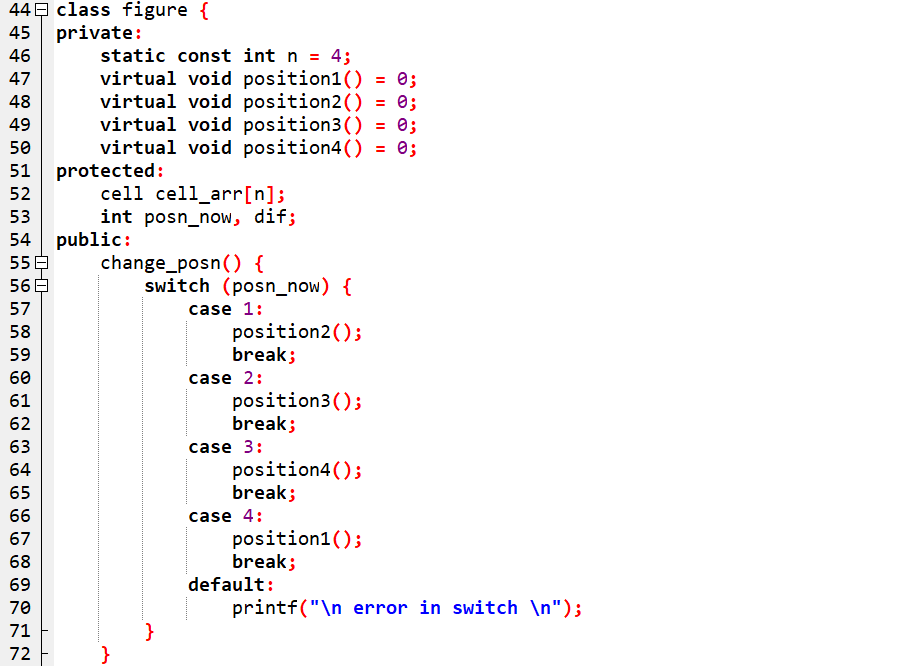 44 class figure {
45 private:
46     static const int n = 4;
47     virtual void position1() = 0;
48     virtual void position2() = 0;
49     virtual void position3() = 0;
50     virtual void position4() = 0;
51 protected:
52     cell cell_arr[n];
53     int posn_now, dif;
54 public:
55     change_posn() {
56         switch (posn_now) {
57             case 1:
58                 position2();
59                 break;
60             case 2:
61                 position3();
62                 break;
63             case 3:
64                 position4();
65                 break;
66             case 4:
67                 position1();
68                 break;
69             default:
70                 printf("\n error in switch \n");
71         }
72     }